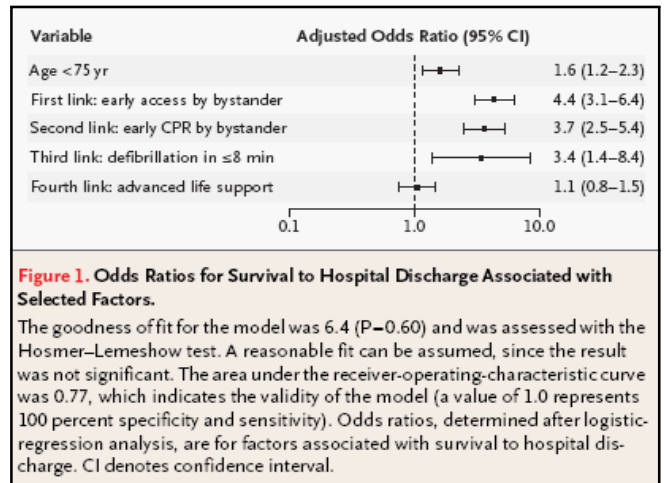 Variable Adjusted Odds Ratio (95% CI)
Age <75 yr 1.6 (1.2–2.3)
First link: early access by bystander 4.4 (3.1–6.4)
Second link: early CPR by bystander 3.7 (2.5–5.4)
Third link: defibrillation in ≤8 min 3.4 (1.4–8.4)
Fourth link: advanced life support 1.1 (0.8–1.5)
0.1 1.0 10.0
Figure 1. Odds Ratios for Survival to Hospital Discharge Associated with
Selected Factors.
The goodness of fit for the model was 6.4 (P=0.60) and was assessed with the
Hosmer–Lemeshow test. A reasonable fit can be assumed, since the result
was not significant. The area under the receiver-operating-characteristic curve
was 0.77, which indicates the validity of the model (a value of 1.0 represents
100 percent specificity and sensitivity). Odds ratios, determined after logistic-
regression analysis, are for factors associated with survival to hospital dis-
charge. CI denotes confidence interval.